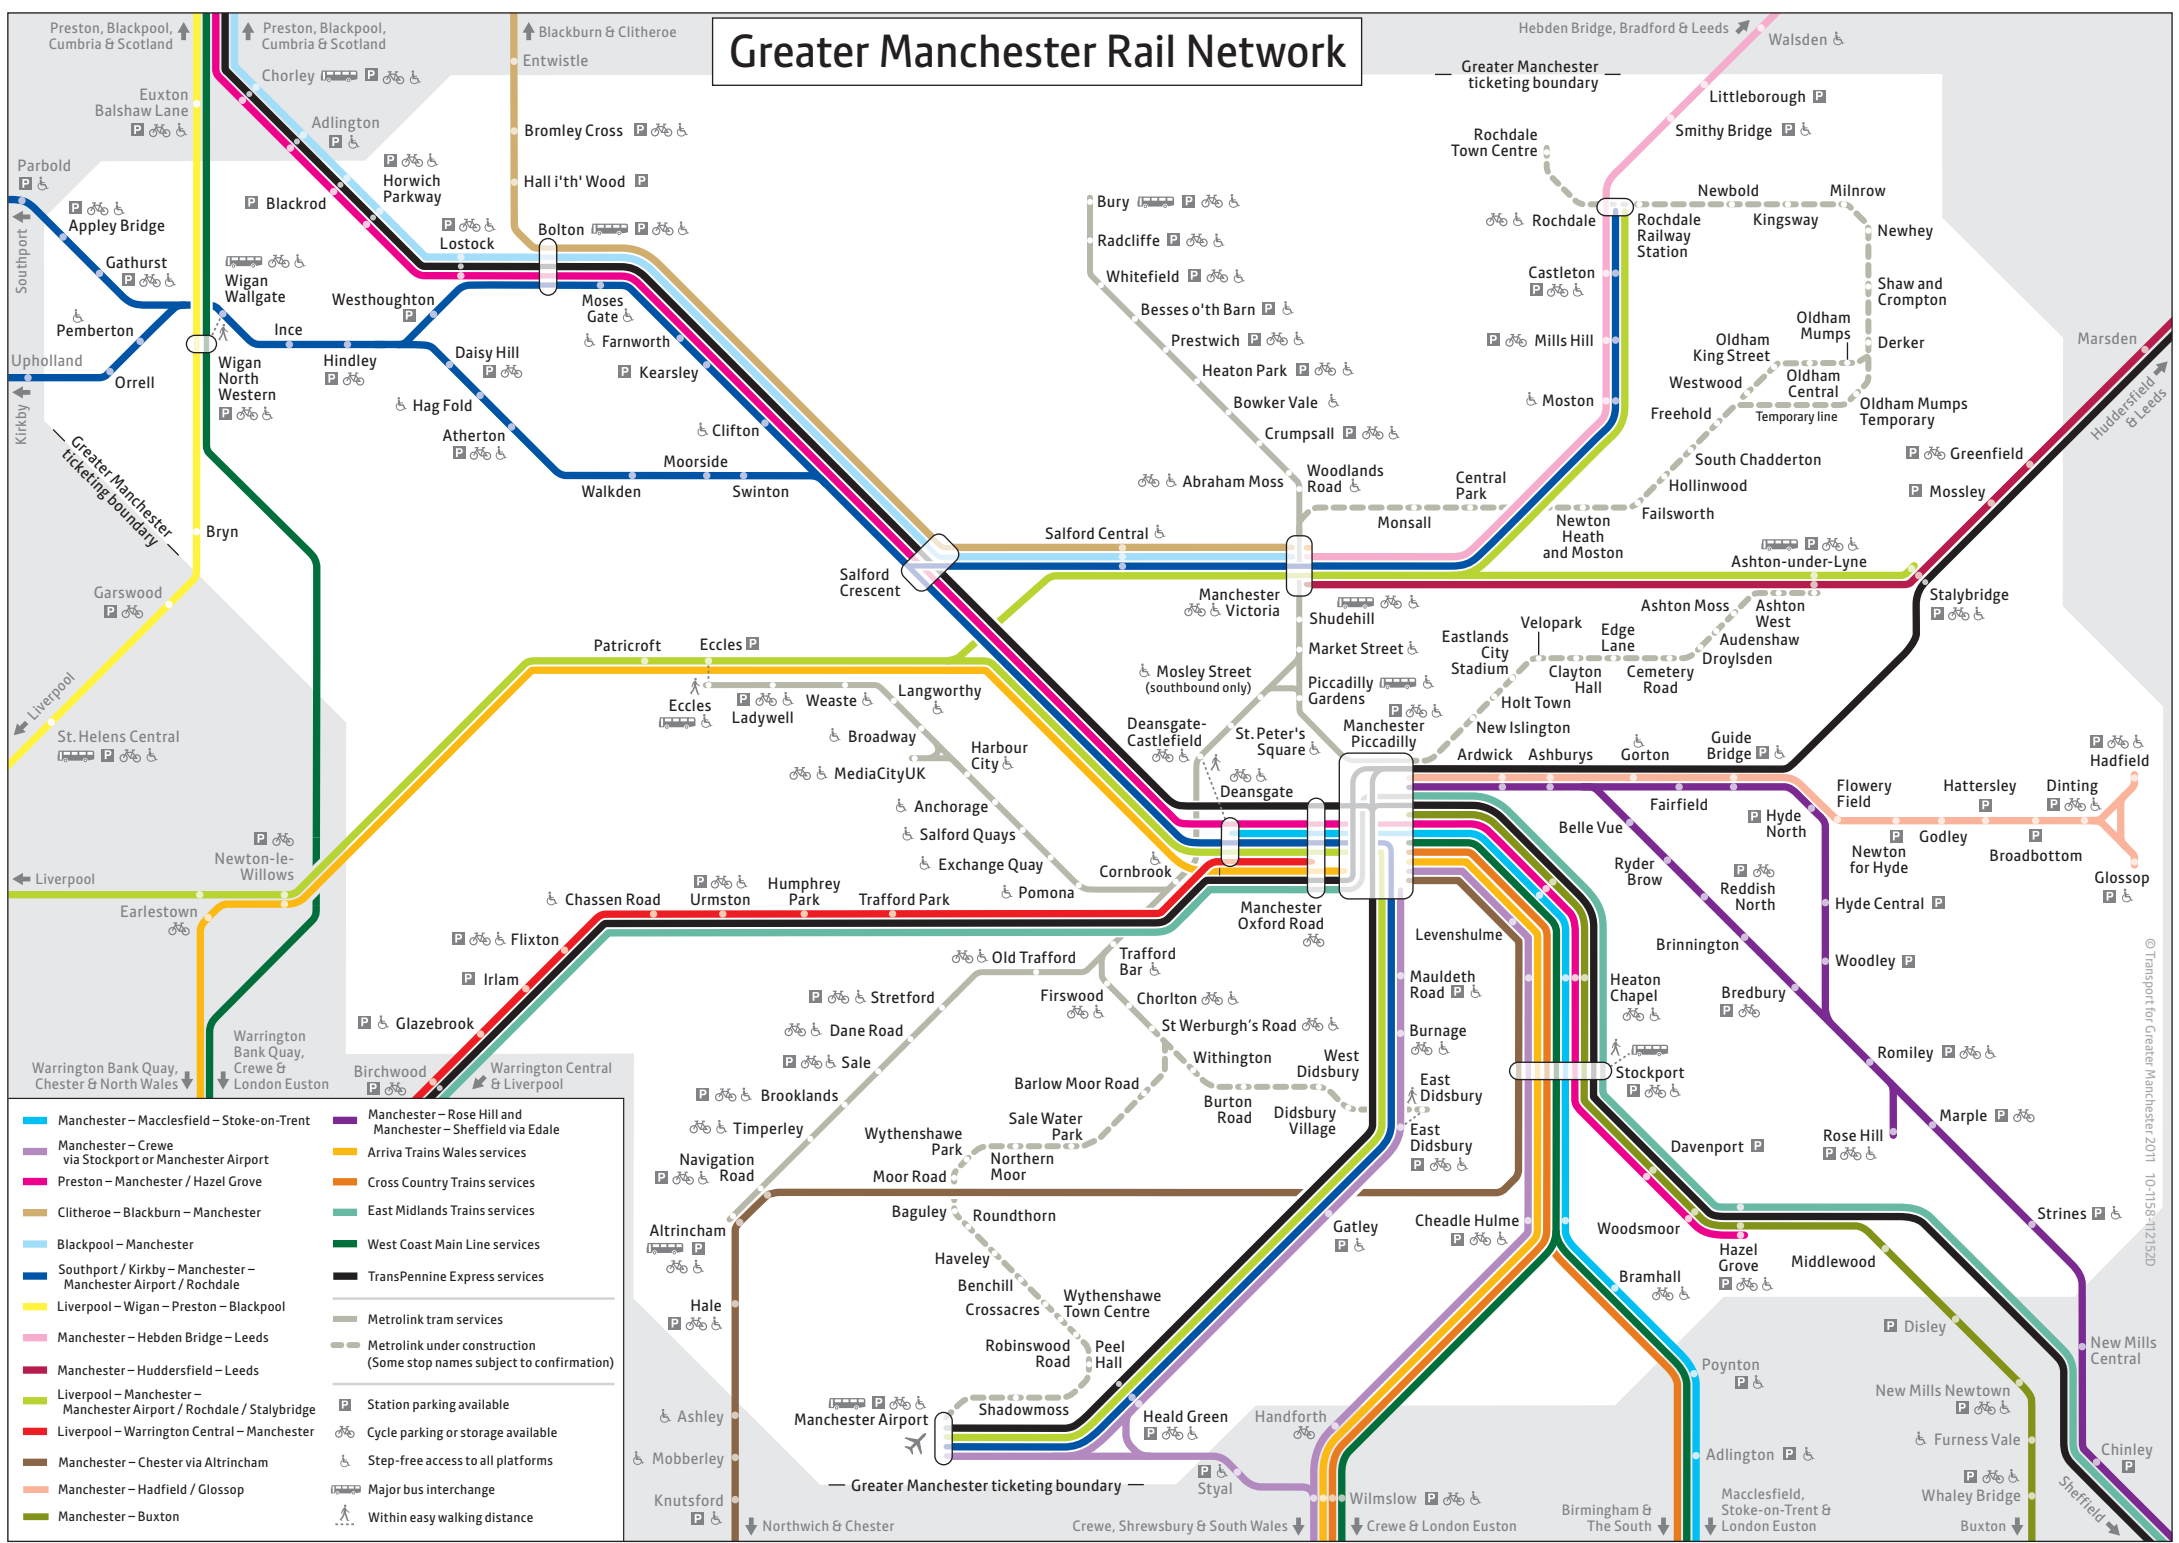 Greater Manchester Rail Network
Preston, Blackpool,
Cumbria & Scotland
Preston, Blackpool,
Cumbria & Scotland
Blackburn & Clitheroe
Entwistle
Hebden Bridge, Bradford & Leeds
Walsden
Greater Manchester
ticketing boundary
Chorley
Euxton
Balshaw Lane
Adlington
Littleborough
Smithy Bridge
Bromley Cross
Rochdale
Town Centre
Parbold
Horwich
Parkway
Hall i'th' Wood
Blackrod
Newbold
Milnrow
Bury
Kingsway
Appley Bridge
Southport
Lostock
Bolton
Radcliffe
Rochdale
Rochdale
Railway
Station
Newhey
Gathurst
Wigan
Wallgate
Westhoughton
Moses
Gate
Whitefield
Castleton
Shaw and
Crompton
Besses o'th Barn
Oldham
Mumps
Pemberton
Ince
Farnworth
Prestwich
Mills Hill
Oldham
King Street
Derker
Marsden
Upholland
Orrell
Wigan
North
Western
Hindley
Daisy Hill
Kearsley
Heaton Park
Westwood
Oldham
Central
Kirkby
Hag Fold
Bowker Vale
Moston
Freehold
Temporary line
Oldham Mumps
Temporary
Huddersfield
& Leeds
Atherton
Clifton
Crumpsall
Greater Manchester
ticketing boundary
Moorside
Walkden
Swinton
Abraham Moss
Woodlands
Road
Central
Park
South Chadderton
Greenfield
Hollinwood
Mossley
Monsall
Failsworth
Newton
Heath
and Moston
Bryn
Salford Central
Salford
Crescent
Ashton-under-Lyne
Garswood
Manchester
Victoria
Shudehill
Ashton Moss
Ashton
West
Stalybridge
Velopark
Edge
Lane
Audenshaw
Eastlands
City
Stadium
Patricroft
Eccles
Market Street
Mosley Street
(southbound only)
Clayton
Hall
Cemetery
Road
Droylsden
Liverpool
Eccles
Ladywell
Weaste
Langworthy
Piccadilly
Gardens
Holt Town
New Islington
St. Helens Central
Broadway
Harbour
City
Deansgate-
Castlefield
St. Peter's
Square
Manchester
Piccadilly
Ardwick
Ashburys
Gorton
Guide
Bridge
Hadfield
MediaCityUK
Deansgate
Fairfield
Flowery
Field
Hattersley
Dinting
Anchorage
Belle Vue
Hyde
North
Salford Quays
Newton
for Hyde
Godley
Broadbottom
Newton-le-
Willows
Exchange Quay
Cornbrook
Ryder
Brow
Reddish
North
Glossop
Liverpool
Earlestown
Chassen Road
Urmston
Humphrey
Park
Trafford Park
Pomona
Manchester
Oxford Road
Hyde Central
Flixton
Levenshulme
Brinnington
Irlam
Old Trafford
Trafford
Bar
Mauldeth
Road
Heaton
Chapel
Woodley
Stretford
Firswood
Chorlton
Bredbury
Glazebrook
Dane Road
St Werburgh's Road
Burnage
Warrington
Bank Quay,
Crewe &
London Euston
Warrington Bank Quay,
Chester & North Wales
Birchwood
Warrington Central
& Liverpool
Sale
Withington
West
Didsbury
Romiley
Barlow Moor Road
East
Didsbury
Stockport
Brooklands
Burton
Road
Didsbury
Village
Sale Water
Park
Timperley
Wythenshawe
Park
East
Didsbury
Marple
Davenport
Rose Hill
Navigation
Road
Moor Road
Northern
Moor
Baguley
Roundthorn
Altrincham
Gatley
Cheadle Hulme
Woodsmoor
Strines
Hazel
Grove
Middlewood
Haveley
Benchill
Crossacres
Wythenshawe
Town Centre
Bramhall
Hale
Robinswood
Road
Peel
Hall
Disley
New Mills
Central
Poynton
Shadowmoss
Manchester Airport
Heald Green
Handforth
New Mills Newtown
Furness Vale
Chinley
Ashley
Mobberley
Knutsford
Northwich & Chester
Greater Manchester ticketing boundary
Styal
Wilmslow
Adlington
Whaley Bridge
Sheffield
Crewe, Shrewsbury & South Wales
Crewe & London Euston
Birmingham &
The South
Macclesfield,
Stoke-on-Trent &
London Euston
Buxton
© Transport for Greater Manchester 2011 10-1158-112152D
Manchester – Macclesfield – Stoke-on-Trent
Manchester – Crewe
via Stockport or Manchester Airport
Preston – Manchester / Hazel Grove
Clitheroe – Blackburn – Manchester
Blackpool – Manchester
Southport / Kirkby – Manchester –
Manchester Airport / Rochdale
Liverpool – Wigan – Preston – Blackpool
Manchester – Hebden Bridge – Leeds
Manchester – Huddersfield – Leeds
Liverpool – Manchester –
Manchester Airport / Rochdale / Stalybridge
Liverpool – Warrington Central – Manchester
Manchester – Chester via Altrincham
Manchester – Hadfield / Glossop
Manchester – Buxton
Manchester – Rose Hill and
Manchester – Sheffield via Edale
Arriva Trains Wales services
Cross Country Trains services
East Midlands Trains services
West Coast Main Line services
TransPennine Express services
Metrolink tram services
Metrolink under construction
(Some stop names subject to confirmation)
P Station parking available
Cycle parking or storage available
Step-free access to all platforms
Major bus interchange
Within easy walking distance